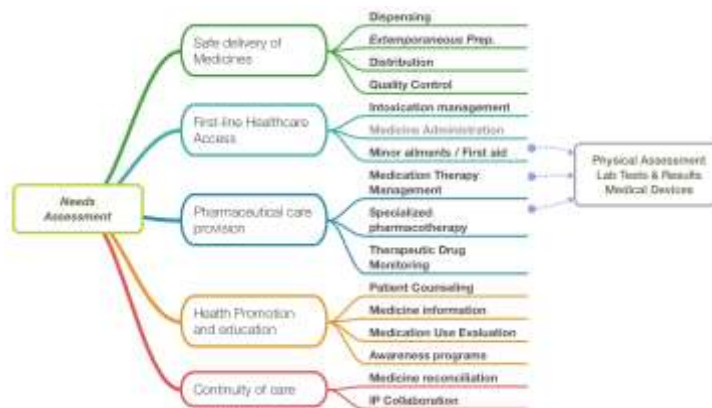 Needs
Assessment
Safe delivery of
Medicines
Dispensing
Extemporaneous Prep.
Distribution
Quality Control
First-line Healthcare
Access
Intoxication management
Medicine Administration
Minor ailments / First aid
Physical Assessment
Lab Tests & Results
Medical Devices
Pharmaceutical care
provision
Medication Therapy
Management
Specialized
pharmacotherapy
Therapeutic Drug
Monitoring
Health Promotion
and education
Patient Counseling
Medicine information
Medication Use Evaluation
Awareness programs
Continuity of care
Medicine reconciliation
IP Collaboration